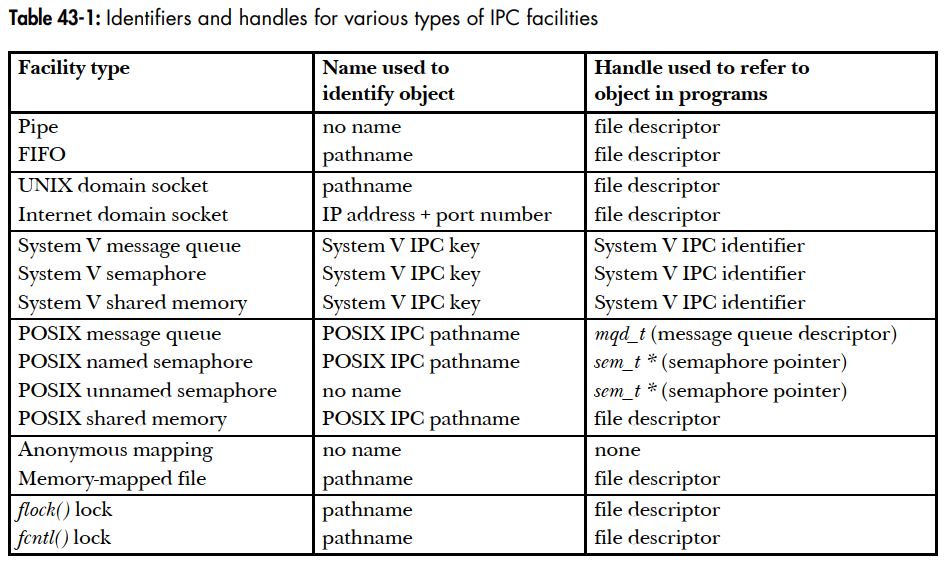 Table 43-1: Identifiers and handles for various types of IPC facilities
Facility type | Name used to identify object | Handle used to refer to object in programs
Pipe | no name | file descriptor
FIFO | pathname | file descriptor
UNIX domain socket | pathname | file descriptor
Internet domain socket | IP address + port number | file descriptor
System V message queue | System V IPC key | System V IPC identifier
System V semaphore | System V IPC key | System V IPC identifier
System V shared memory | System V IPC key | System V IPC identifier
POSIX message queue | POSIX IPC pathname | mqd_t (message queue descriptor)
POSIX named semaphore | POSIX IPC pathname | sem_t * (semaphore pointer)
POSIX unnamed semaphore | no name | sem_t * (semaphore pointer)
POSIX shared memory | POSIX IPC pathname | file descriptor
Anonymous mapping | no name | none
Memory-mapped file | pathname | file descriptor
flock() lock | pathname | file descriptor
fcntl() lock | pathname | file descriptor